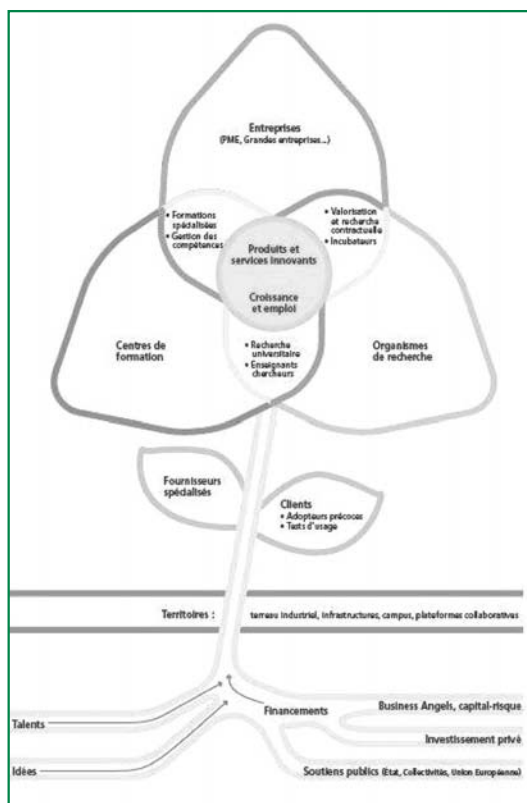 Entreprises
(PME, Grandes entreprises...)
• Formations
spécialisées
• Gestion des
compétences
• Valorisation
et recherche
contractuelle
• Incubateurs
Produits et
services innovants
Croissance
et emploi
Centres de
formation
• Recherche
universitaire
• Enseignants
chercheurs
Organismes
de recherche
Fournisseurs
spécialisés
Clients
• Adopteurs précoces
• Tests d'usage
Territoires : terreau industriel, infrastructures, campus, plateformes collaboratives
Talents
Financements
Business Angels, capital-risque
Investissement privé
Idées
Soutiens publics (Etat, Collectivités, Union Européenne)